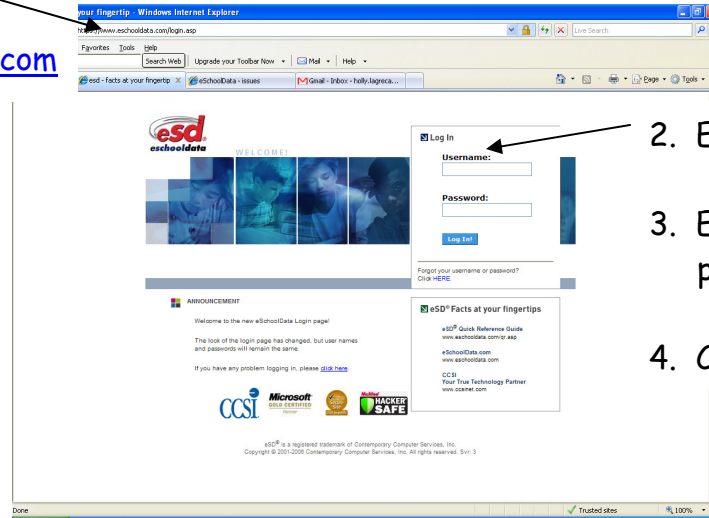 your fingertip - Windows Internet Explorer
https://www.eschooldata.com/login.asp
Live Search
Favorites Tools Help
.com
Search Web Upgrade your Toolbar Now Mail Help
esd - facts at your fingertip eSchoolData - issues Gmail - Inbox - holly.lagreca...
Page Tools
esd.
eschooldata
WELCOME!
Log In
Username:
Password:
Log In!
Forgot your username or password?
Click HERE.
2. E
3. E
p
4. C
ANNOUNCEMENT
Welcome to the new eSchoolData Login page!
The look of the login page has changed, but user names
and passwords will remain the same.
If you have any problem logging in, please click here.
eSD® Facts at your fingertips
eSD® Quick Reference Guide
www.eschooldata.com/qr.asp
eSchoolData.com
www.eschooldata.com
CCSI
Your True Technology Partner
www.ccsinet.com
CCSI.
Microsoft
GOLD CERTIFIED
Partner
McAfee
HACKER
SAFE
eSD® is a registered trademark of Contemporary Computer Services, Inc.
Copyright © 2001-2008 Contemporary Computer Services, Inc. All rights reserved. Svr: 3
Done
Trusted sites
100%